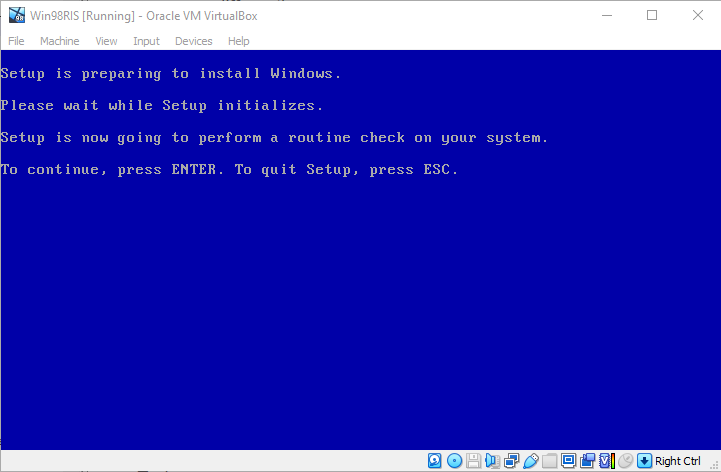 Win98RIS [Running] - Oracle VM VirtualBox
File Machine View Input Devices Help
Setup is preparing to install Windows.
Please wait while Setup initializes.
Setup is now going to perform a routine check on your system.
To continue, press ENTER. To quit Setup, press ESC.
Right Ctrl